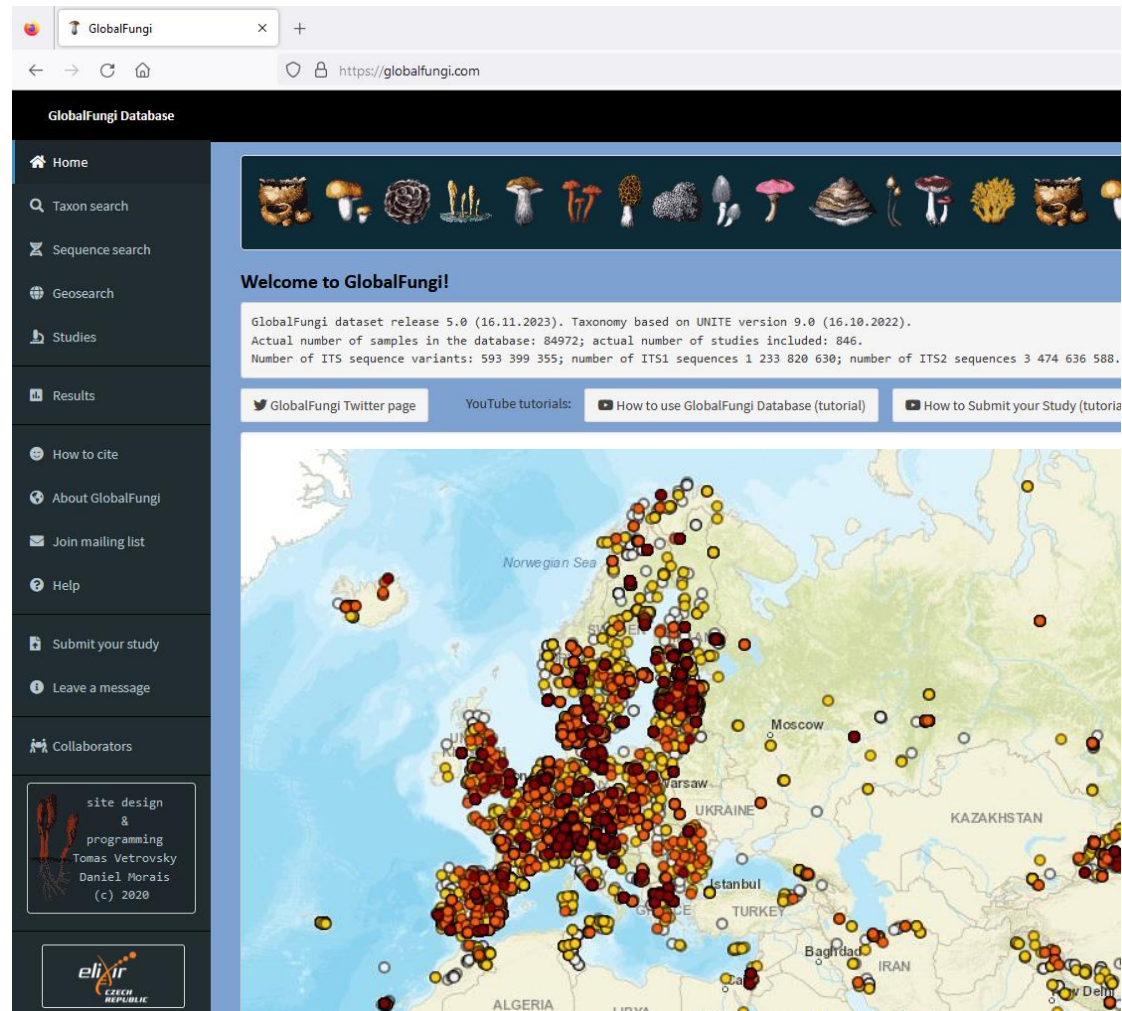 GlobalFungi
https://globalfungi.com
GlobalFungi Database
Home
Taxon search
Sequence search
Geosearch
Studies
Results
How to cite
About GlobalFungi
Join mailing list
Help
Submit your study
Leave a message
Collaborators
site design
&
programming
Tomas Vetrovsky
Daniel Morais
(c) 2020
elixir
CZECH
REPUBLIC
Welcome to GlobalFungi!
GlobalFungi dataset release 5.0 (16.11.2023). Taxonomy based on UNITE version 9.0 (16.10.2022).
Actual number of samples in the database: 84972; actual number of studies included: 846.
Number of ITS sequence variants: 593 399 355; number of ITS1 sequences 1 233 820 630; number of ITS2 sequences 3 474 636 588.
GlobalFungi Twitter page
YouTube tutorials:
How to use GlobalFungi Database (tutorial)
How to Submit your Study (tutoria
Norwegian Sea
Moscow
Warsaw
UKRAINE
KAZAKHSTAN
Istanbul
TURKEY
Baghdad
IRAN
ALGERIA